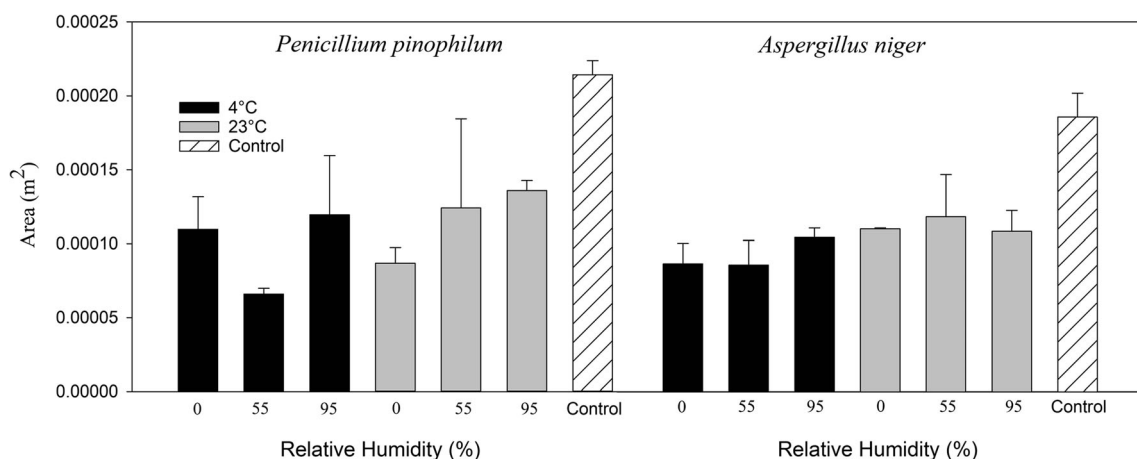 0.00025
Penicillium pinophilum
Aspergillus niger
0.00020
4°C
23°C
Control
0.00015
Area (m²)
0.00010
0.00005
0.00000
0 55 95 0 55 95 Control 0 55 95 0 55 95 Control
Relative Humidity (%) Relative Humidity (%)